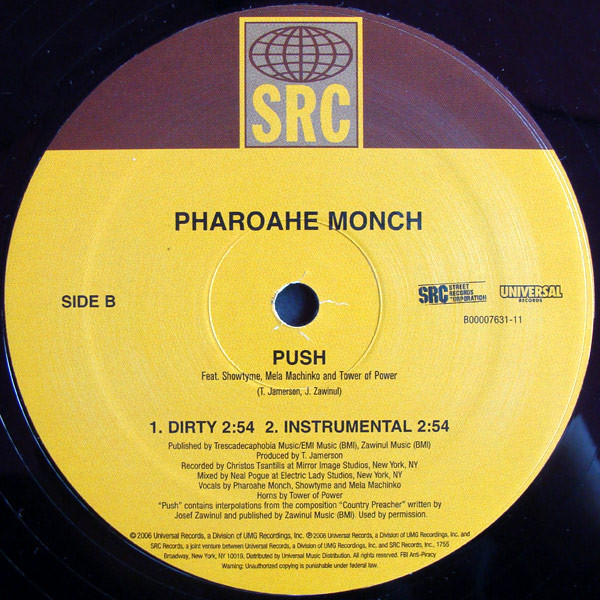 SRC
PHAROAHE MONCH
SIDE B
SRC STREET RECORDS CORPORATION
UNIVERSAL RECORDS
B00007631-11
PUSH
Feat. Showtyme, Mela Machinko and Tower of Power
(T. Jamerson, J. Zawinul)
1. DIRTY 2:54 2. INSTRUMENTAL 2:54
Published by Trescadecaphobia Music/EMI Music (BMI), Zawinul Music (BMI)
Produced by T. Jamerson
Recorded by Christos Tsantilis at Mirror Image Studios, New York, NY
Mixed by Neal Pogue at Electric Lady Studios, New York, NY
Vocals by Pharoahe Monch, Showtyme and Mela Machinko
Horns by Tower of Power
"Push" contains interpolations from the composition "Country Preacher" written by
Josef Zawinul and published by Zawinul Music (BMI). Used by permission.
© 2006 Universal Records, a Division of UMG Recordings, Inc. ℗ 2006 Universal Records, a Division of UMG Recordings, Inc. and
SRC Records, a joint venture between Universal Records, a Division of UMG Recordings, Inc. and SRC Records, Inc., 1755
Broadway, New York, NY 10019. Distributed by Universal Music Distribution. All rights reserved. FBI Anti-Piracy
Warning: Unauthorized copying is punishable under federal law.